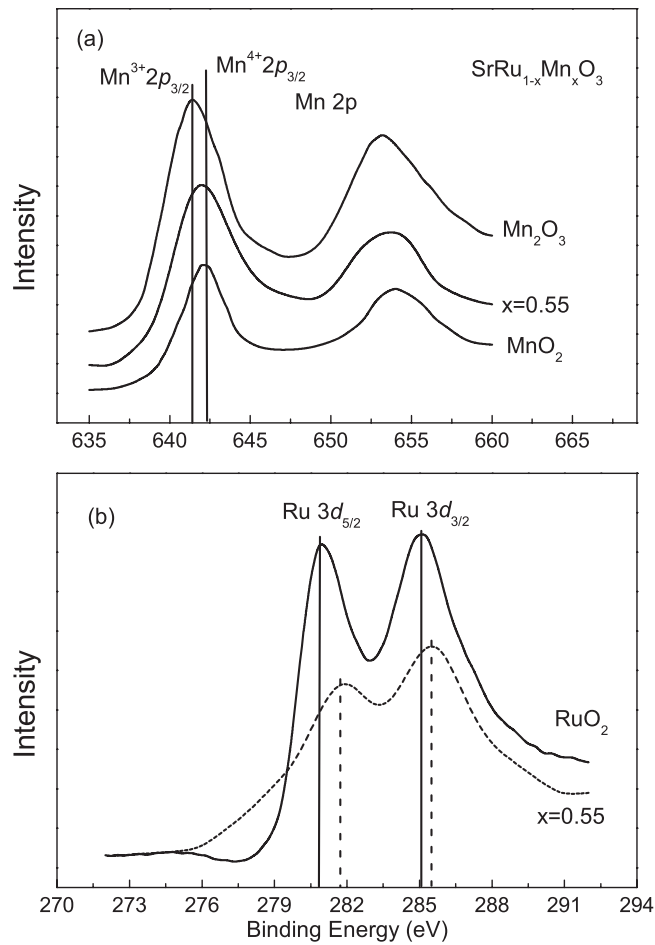 (a)
Mn³⁺2p₃/₂
Mn⁴⁺2p₃/₂
SrRu₁₋ₓMnₓO₃
Mn 2p
Intensity
Mn₂O₃
x=0.55
MnO₂
635 640 645 650 655 660 665
(b)
Ru 3d₅/₂
Ru 3d₃/₂
Intensity
RuO₂
x=0.55
270 273 276 279 282 285 288 291 294
Binding Energy (eV)